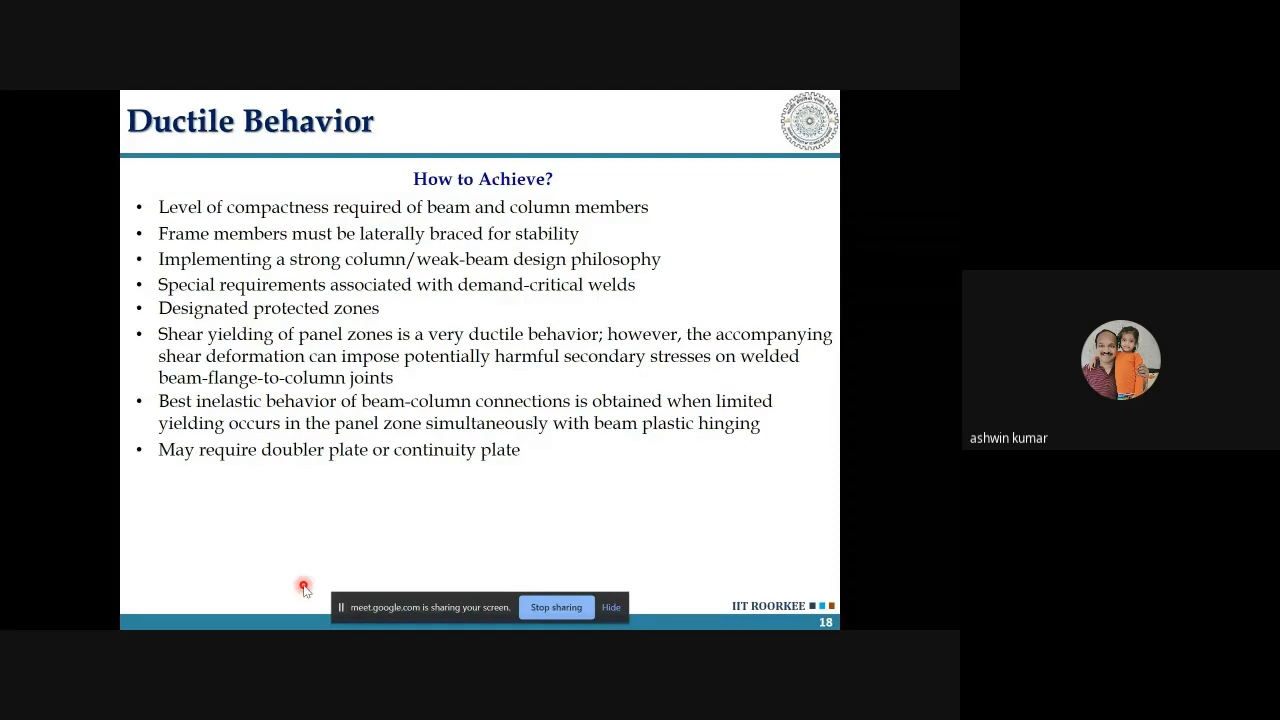 Ductile Behavior
How to Achieve?
• Level of compactness required of beam and column members
• Frame members must be laterally braced for stability
• Implementing a strong column/weak-beam design philosophy
• Special requirements associated with demand-critical welds
• Designated protected zones
• Shear yielding of panel zones is a very ductile behavior; however, the accompanying
shear deformation can impose potentially harmful secondary stresses on welded
beam-flange-to-column joints
• Best inelastic behavior of beam-column connections is obtained when limited
yielding occurs in the panel zone simultaneously with beam plastic hinging
• May require doubler plate or continuity plate
ashwin kumar
meet.google.com is sharing your screen. Stop sharing Hide
IIT ROORKEE
18